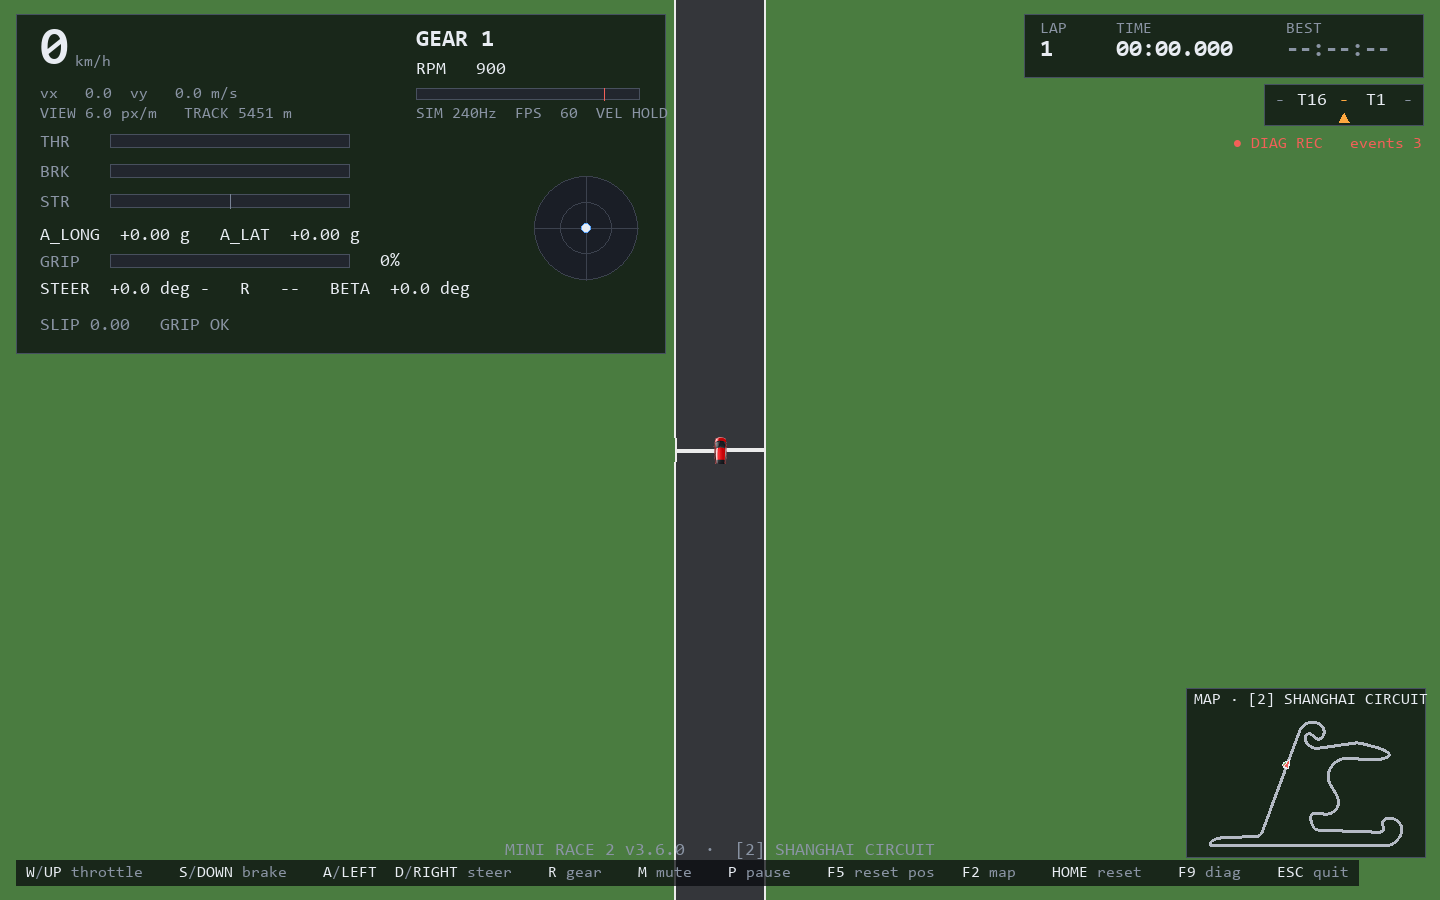 0 km/h
GEAR 1
RPM 900
vx 0.0 vy 0.0 m/s
VIEW 6.0 px/m TRACK 5451 m
SIM 240Hz FPS 60 VEL HOLD
THR
BRK
STR
A_LONG +0.00 g A_LAT +0.00 g
GRIP 0%
STEER +0.0 deg - R -- BETA +0.0 deg
SLIP 0.00 GRIP OK
LAP TIME BEST
1 00:00.000 --:--:--
- T16 - T1 -
● DIAG REC events 3
MAP · [2] SHANGHAI CIRCUIT
MINI RACE 2 v3.6.0 · [2] SHANGHAI CIRCUIT
W/UP throttle S/DOWN brake A/LEFT D/RIGHT steer R gear M mute P pause F5 reset pos F2 map HOME reset F9 diag ESC quit